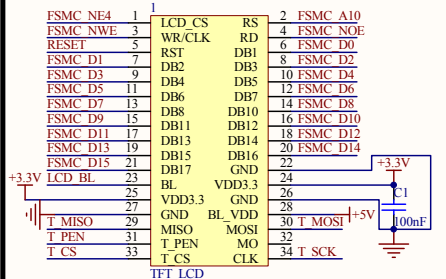 1
FSMC_NE4 1 LCD_CS RS 2 FSMC_A10
FSMC_NWE 3 WR/CLK RD 4 FSMC_NOE
RESET 5 RST DB1 6 FSMC_D0
FSMC_D1 7 DB2 DB3 8 FSMC_D2
FSMC_D3 9 DB4 DB5 10 FSMC_D4
FSMC_D5 11 DB6 DB7 12 FSMC_D6
FSMC_D7 13 DB8 DB10 14 FSMC_D8
FSMC_D9 15 DB11 DB12 16 FSMC_D10
FSMC_D11 17 DB13 DB14 18 FSMC_D12
FSMC_D13 19 DB15 DB16 20 FSMC_D14
FSMC_D15 21 DB17 GND 22 +3.3V
+3.3V LCD_BL 23 BL VDD3.3 24
25 VDD3.3 GND 26 C1
27 GND BL_VDD 28 +5V 100nF
T_MISO 29 MISO MOSI 30 T_MOSI
T_PEN 31 T_PEN MO 32
T_CS 33 T_CS CLK 34 T_SCK
TFT_LCD